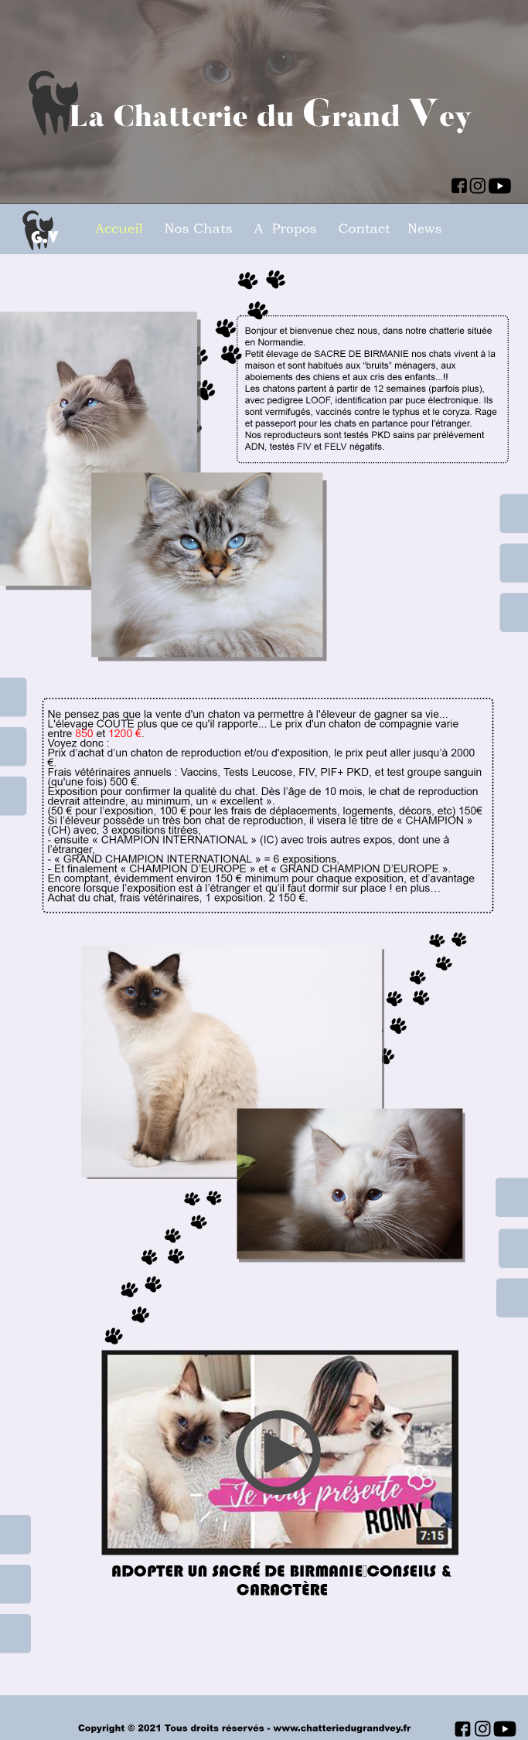 La Chatterie du Grand Vey
G.V
Accueil Nos Chats A Propos Contact News
Bonjour et bienvenue chez nous, dans notre chatterie située
en Normandie.
Petit élevage de SACRE DE BIRMANIE nos chats vivent à la
maison et sont habitués aux "bruits" ménagers, aux
aboiements des chiens et aux cris des enfants...!!
Les chatons partent à partir de 12 semaines (parfois plus),
avec pedigree LOOF, identification par puce électronique. Ils
sont vermifugés, vaccinés contre le typhus et le coryza. Rage
et passeport pour les chats en partance pour l'étranger.
Nos reproducteurs sont testés PKD sains par prélèvement
ADN, testés FIV et FELV négatifs.
Ne pensez pas que la vente d'un chaton va permettre à l'éleveur de gagner sa vie...
L'élevage COUTE plus que ce qu'il rapporte... Le prix d'un chaton de compagnie varie
entre 850 et 1200 €.
Voyez donc :
Prix d'achat d'un chaton de reproduction et/ou d'exposition, le prix peut aller jusqu'à 2000
€.
Frais vétérinaires annuels : Vaccins, Tests Leucose, FIV, PIF+ PKD, et test groupe sanguin
(qu'une fois) 500 €.
Exposition pour confirmer la qualité du chat. Dès l'âge de 10 mois, le chat de reproduction
devrait atteindre, au minimum, un « excellent ».
(50 € pour l'exposition, 100 € pour les frais de déplacements, logements, décors, etc) 150€
Si l'éleveur possède un très bon chat de reproduction, il visera le titre de « CHAMPION »
(CH) avec, 3 expositions titrées,
- ensuite « CHAMPION INTERNATIONAL » (IC) avec trois autres expos, dont une à
l'étranger,
- « GRAND CHAMPION INTERNATIONAL » = 6 expositions,
- Et finalement « CHAMPION D'EUROPE » et « GRAND CHAMPION D'EUROPE ».
En comptant, évidemment environ 150 € minimum pour chaque exposition, et d'avantage
encore lorsque l'exposition est à l'étranger et qu'il faut dormir sur place ! en plus…
Achat du chat, frais vétérinaires, 1 exposition. 2 150 €.
Je vous présente
ROMY
7:15
ADOPTER UN SACRÉ DE BIRMANIE CONSEILS &
CARACTÈRE
Copyright © 2021 Tous droits réservés - www.chatteriedugrandvey.fr